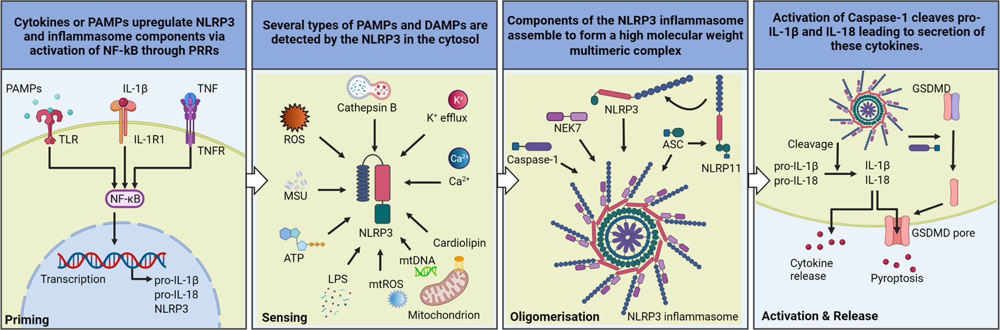 Cytokines or PAMPs upregulate NLRP3
and inflammasome components via
activation of NF-kB through PRRs
PAMPs
IL-1β
TNF
TLR
IL-1R1
TNFR
NF-κB
Transcription
pro-IL-1β
pro-IL-18
NLRP3
Priming
Several types of PAMPs and DAMPs are
detected by the NLRP3 in the cytosol
Cathepsin B
K⁺
K⁺ efflux
ROS
Ca²⁺
Ca²⁺
MSU
NLRP3
ATP
Cardiolipin
mtDNA
LPS
mtROS
Mitochondrion
Sensing
Components of the NLRP3 inflammasome
assemble to form a high molecular weight
multimeric complex
NLRP3
NEK7
ASC
Caspase-1
NLRP11
Oligomerisation
NLRP3 inflammasome
Activation of Caspase-1 cleaves pro-
IL-1β and IL-18 leading to secretion of
these cytokines.
GSDMD
Cleavage
pro-IL-1β
pro-IL-18
IL-1β
IL-18
GSDMD pore
Cytokine
release
Pyroptosis
Activation & Release